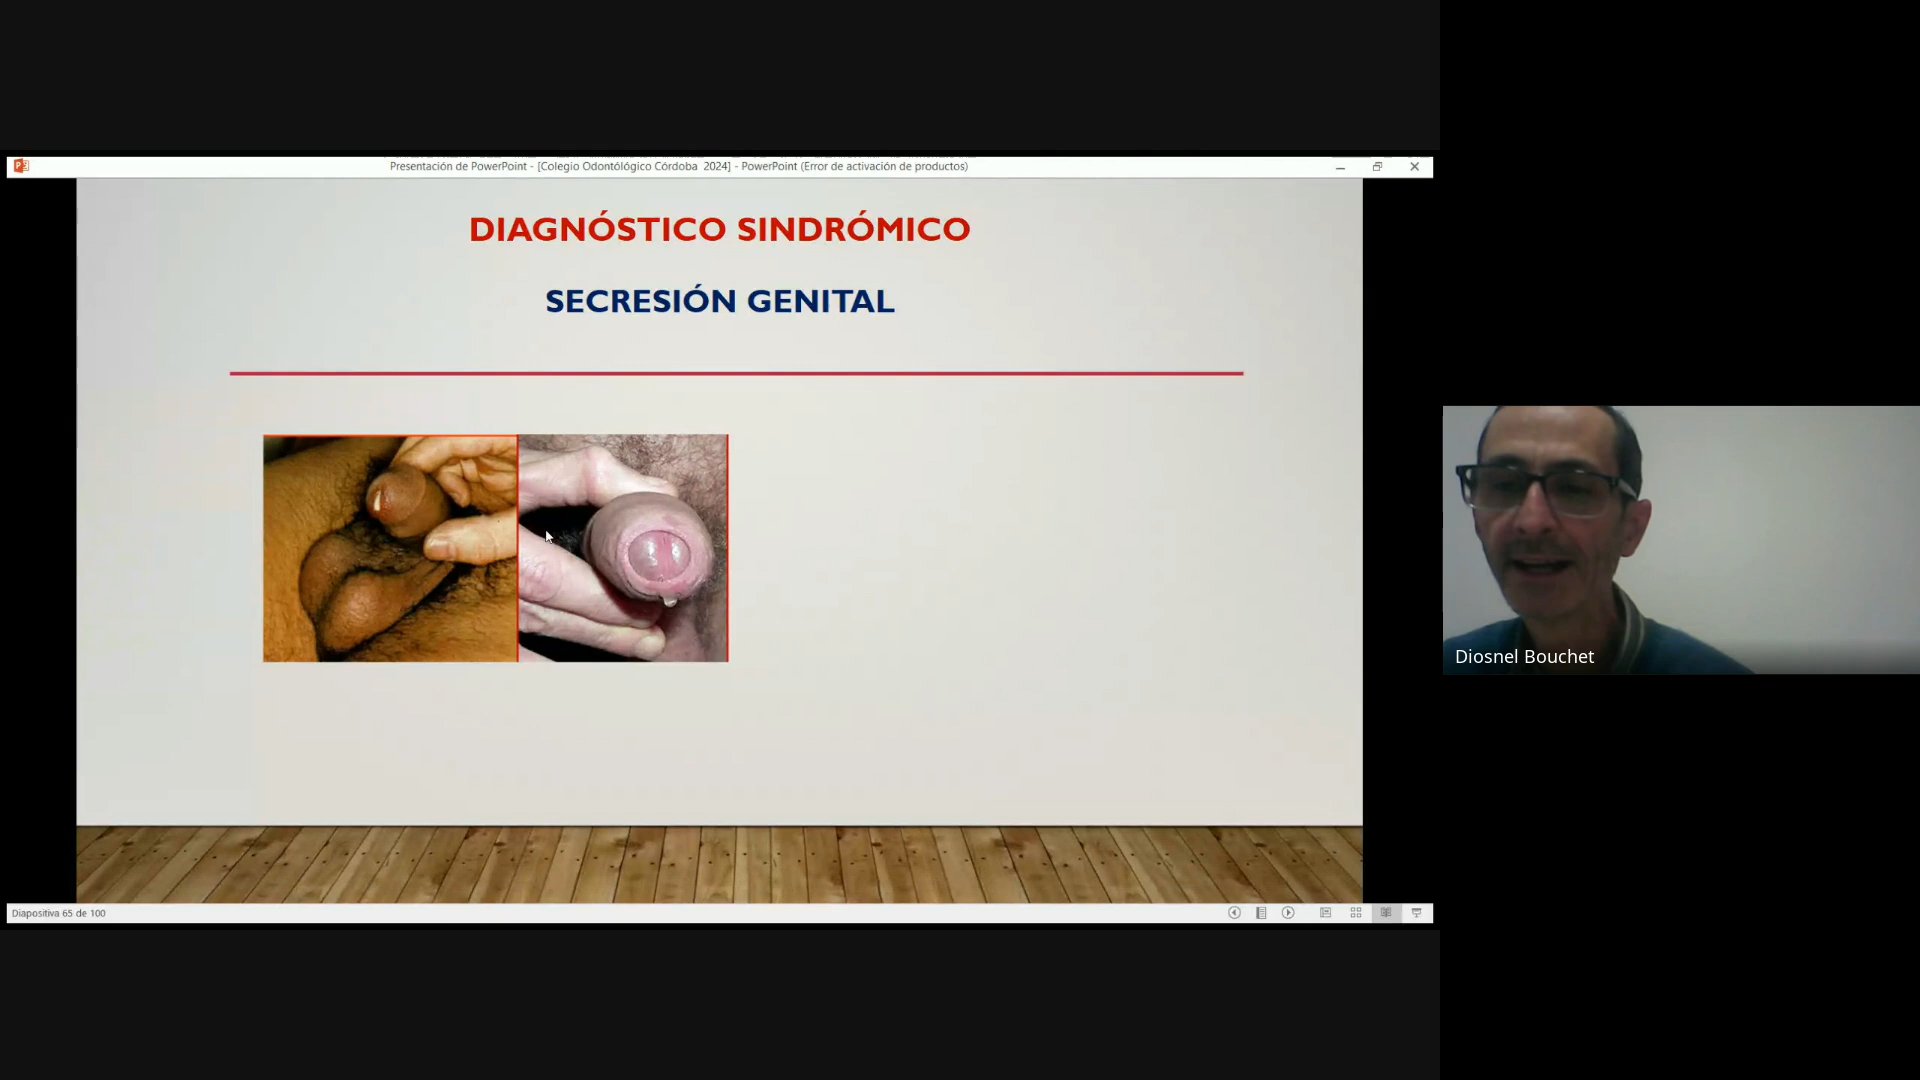 Presentación de PowerPoint - [Colegio Odontólógico Córdoba 2024] - PowerPoint (Error de activación de productos)
DIAGNÓSTICO SINDRÓMICO
SECRESIÓN GENITAL
Diosnel Bouchet
Diapositiva 65 de 100